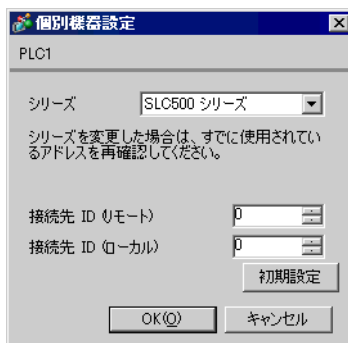 個別機器設定
PLC1
シリーズ SLC500 シリーズ
シリーズを変更した場合は、すでに使用されてい
るアドレスを再確認してください。
接続先 ID (リモート) 0
接続先 ID (ローカル) 0
初期設定
OK(O) キャンセル